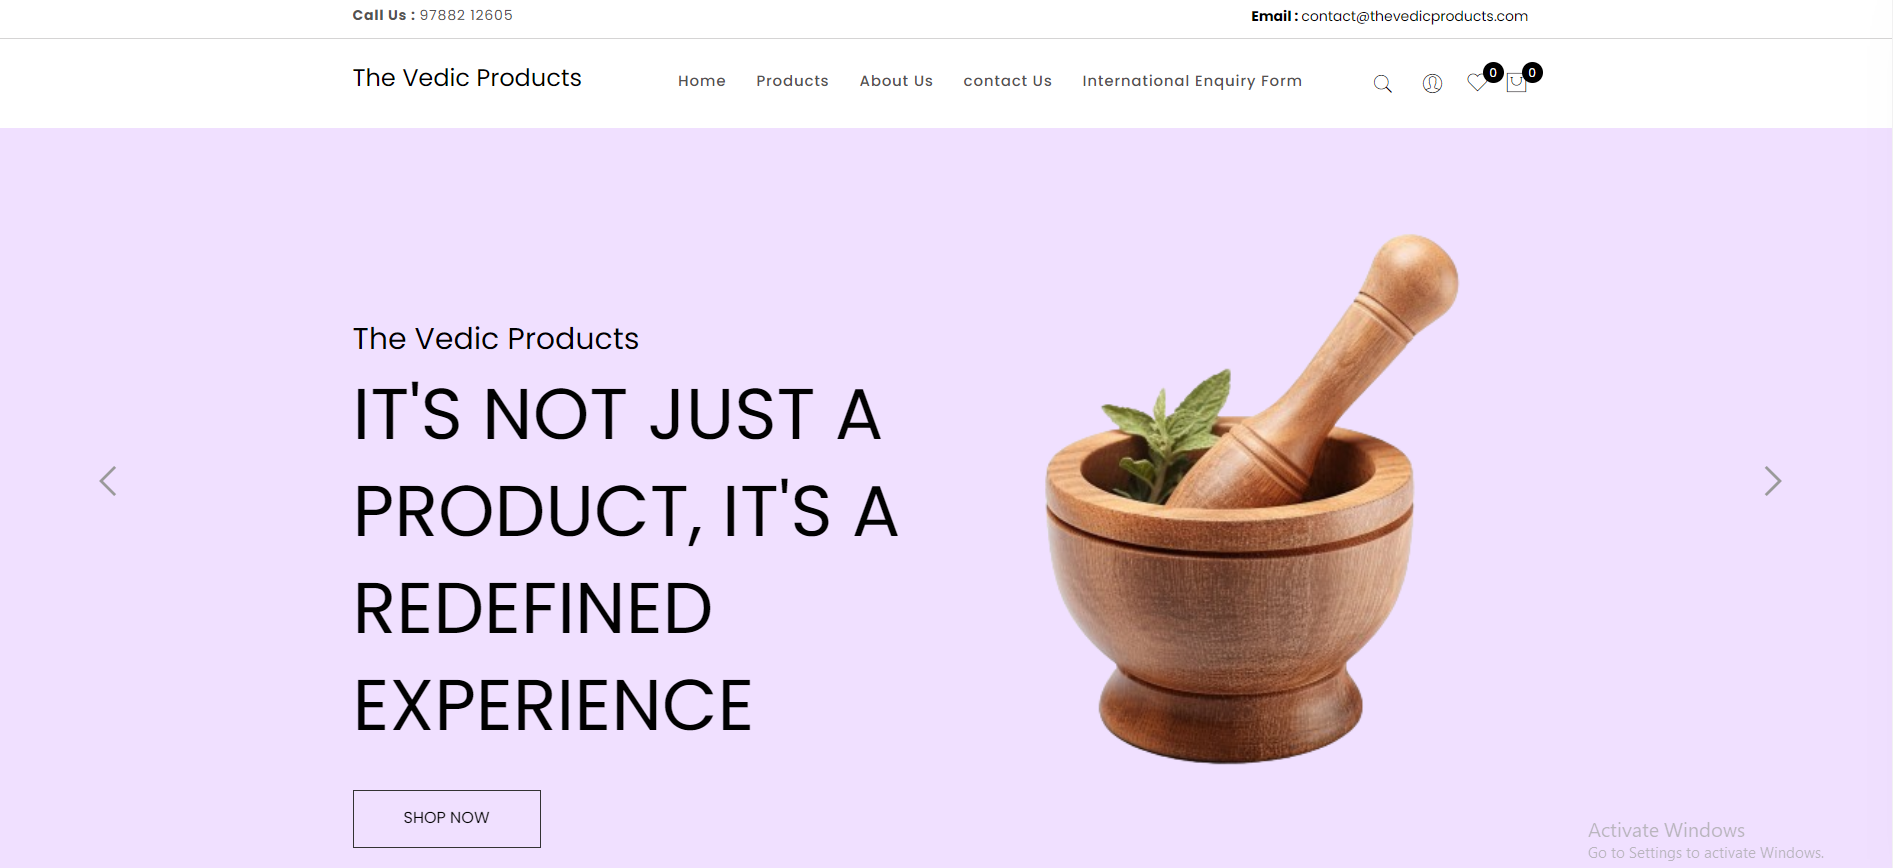 Call Us : 97882 12605
Email : contact@thevedicproducts.com
The Vedic Products
Home
Products
About Us
contact Us
International Enquiry Form
0
0
The Vedic Products
IT'S NOT JUST A
PRODUCT, IT'S A
REDEFINED
EXPERIENCE
SHOP NOW
Activate Windows
Go to Settings to activate Windows.